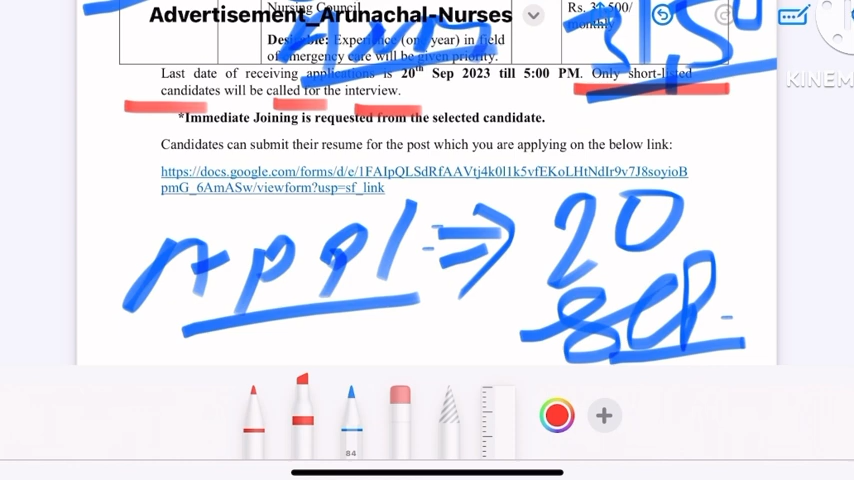 Advertisement_Arunachal-Nurses
Nursing Council
Desirable: Experience (one year) in field
of emergency care will be given priority.
monthly
Last date of receiving applications is 20th Sep 2023 till 5:00 PM. Only short-listed
candidates will be called for the interview.
*Immediate Joining is requested from the selected candidate.
Candidates can submit their resume for the post which you are applying on the below link:
https://docs.google.com/forms/d/e/1FAIpQLSdRfAAVtj4k0l1k5vfEKoLHtNdIr9v7J8soyioB
pmG_6AmASw/viewform?usp=sf_link
Appl ⇒ 20
Sep
84
KINEM